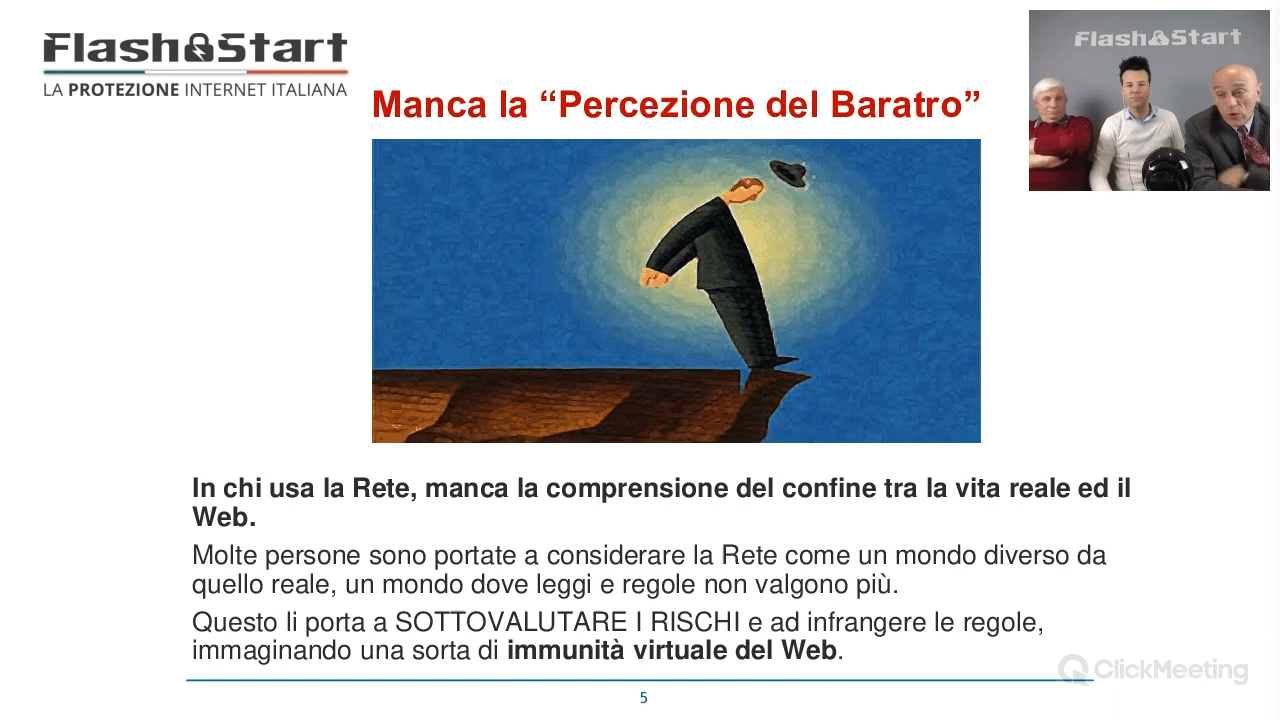 Flash Start
LA PROTEZIONE INTERNET ITALIANA
Flash&Start
Manca la “Percezione del Baratro”
In chi usa la Rete, manca la comprensione del confine tra la vita reale ed il
Web.
Molte persone sono portate a considerare la Rete come un mondo diverso da
quello reale, un mondo dove leggi e regole non valgono più.
Questo li porta a SOTTOVALUTARE I RISCHI e ad infrangere le regole,
immaginando una sorta di immunità virtuale del Web.
ClickMeeting
5